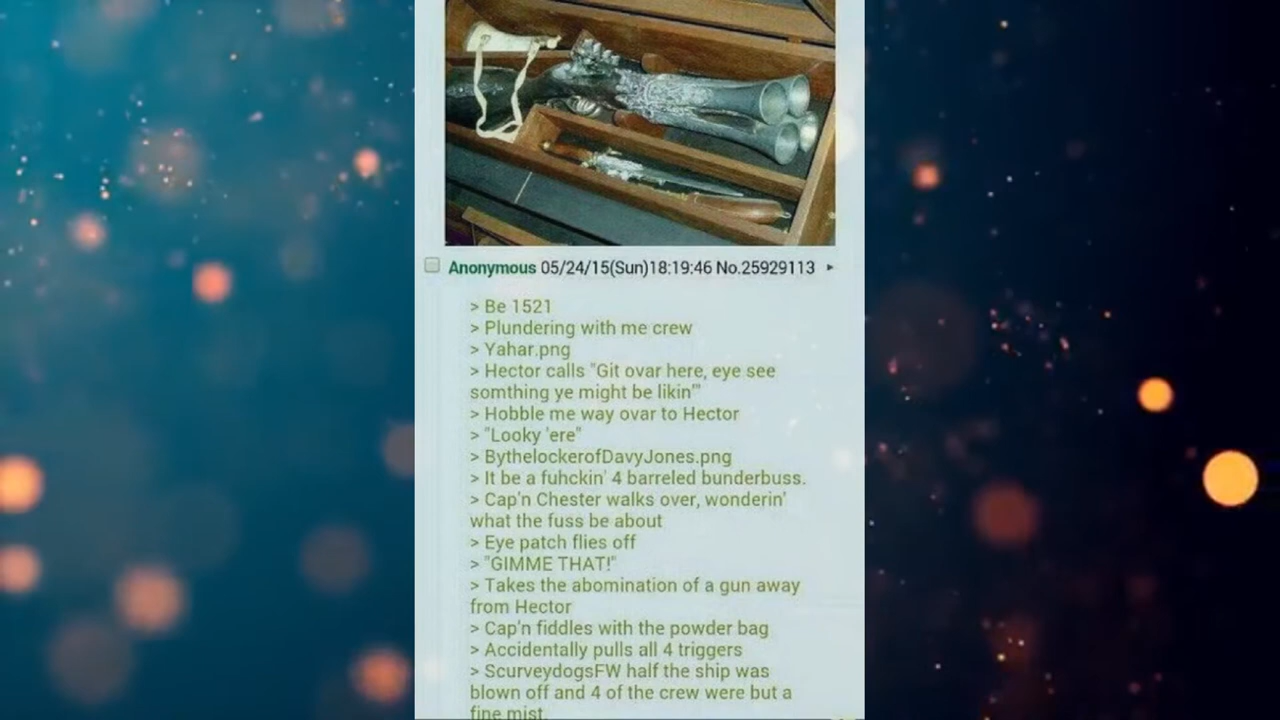 Anonymous 05/24/15(Sun)18:19:46 No.25929113 ▸
> Be 1521
> Plundering with me crew
> Yahar.png
> Hector calls "Git ovar here, eye see
somthing ye might be likin'"
> Hobble me way ovar to Hector
> "Looky 'ere"
> BythelockerofDavyJones.png
> It be a fuhckin' 4 barreled bunderbuss.
> Cap'n Chester walks over, wonderin'
what the fuss be about
> Eye patch flies off
> "GIMME THAT!"
> Takes the abomination of a gun away
from Hector
> Cap'n fiddles with the powder bag
> Accidentally pulls all 4 triggers
> ScurveydogsFW half the ship was
blown off and 4 of the crew were but a
fine mist.